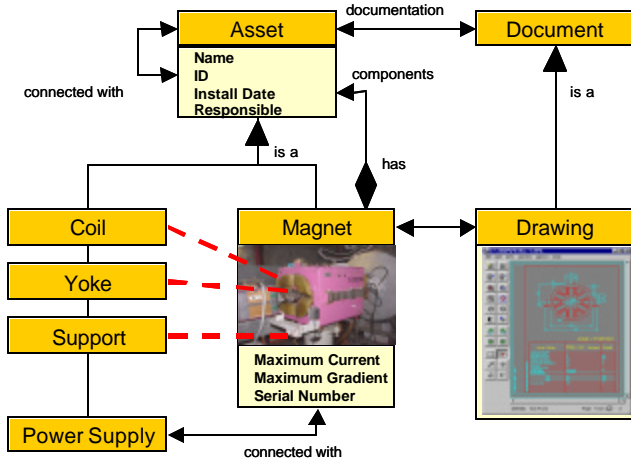 Asset
documentation
Document
Name
ID
Install Date
Responsible
connected with
components
is a
is a
has
Coil
Magnet
Drawing
Yoke
Support
Maximum Current
Maximum Gradient
Serial Number
Power Supply
connected with